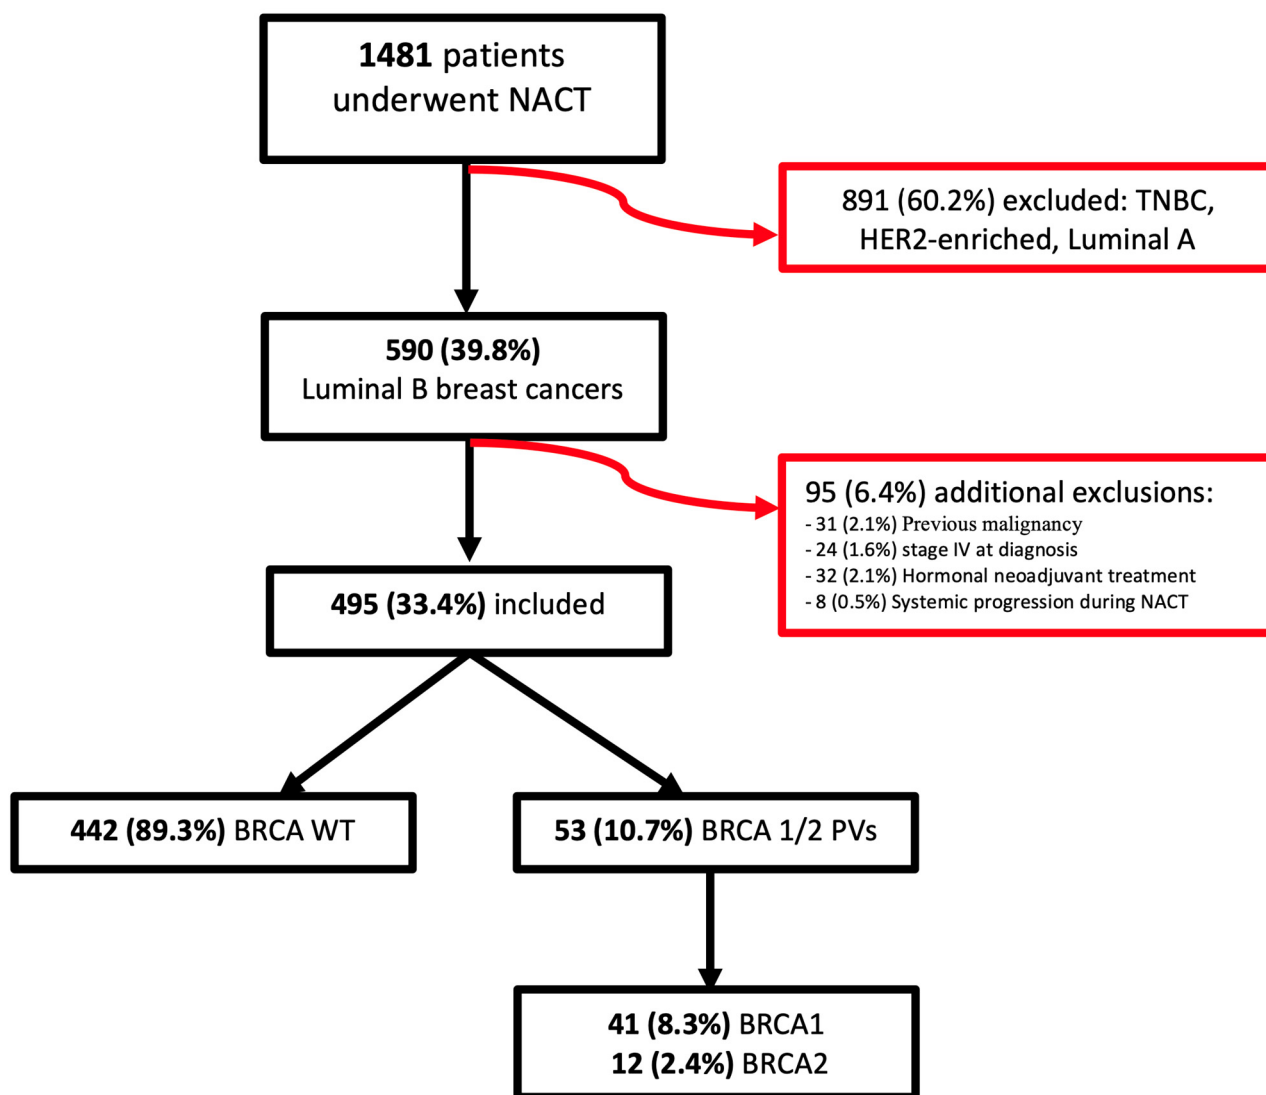 1481 patients
underwent NACT
891 (60.2%) excluded: TNBC,
HER2-enriched, Luminal A
590 (39.8%)
Luminal B breast cancers
95 (6.4%) additional exclusions:
- 31 (2.1%) Previous malignancy
- 24 (1.6%) stage IV at diagnosis
- 32 (2.1%) Hormonal neoadjuvant treatment
- 8 (0.5%) Systemic progression during NACT
495 (33.4%) included
442 (89.3%) BRCA WT
53 (10.7%) BRCA 1/2 PVs
41 (8.3%) BRCA1
12 (2.4%) BRCA2